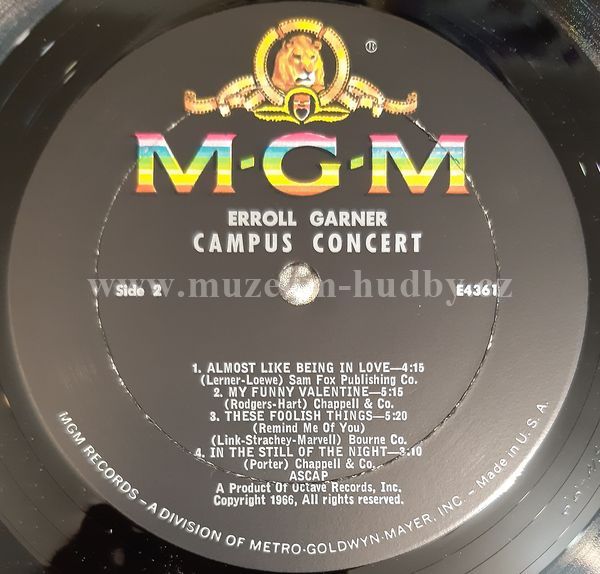 ®
M·G·M
ERROLL GARNER
CAMPUS CONCERT
www.muzeum-hudby.cz
Side 2 E4361
1. ALMOST LIKE BEING IN LOVE—4:15
(Lerner-Loewe) Sam Fox Publishing Co.
2. MY FUNNY VALENTINE—5:15
(Rodgers-Hart) Chappell & Co.
3. THESE FOOLISH THINGS—5:20
(Remind Me Of You)
(Link-Strachey-Marvell) Bourne Co.
4. IN THE STILL OF THE NIGHT—3:10
(Porter) Chappell & Co.
ASCAP
A Product Of Octave Records, Inc.
Copyright 1966, All rights reserved.
MGM RECORDS – A DIVISION OF METRO-GOLDWYN-MAYER, INC. – Made in U.S.A.